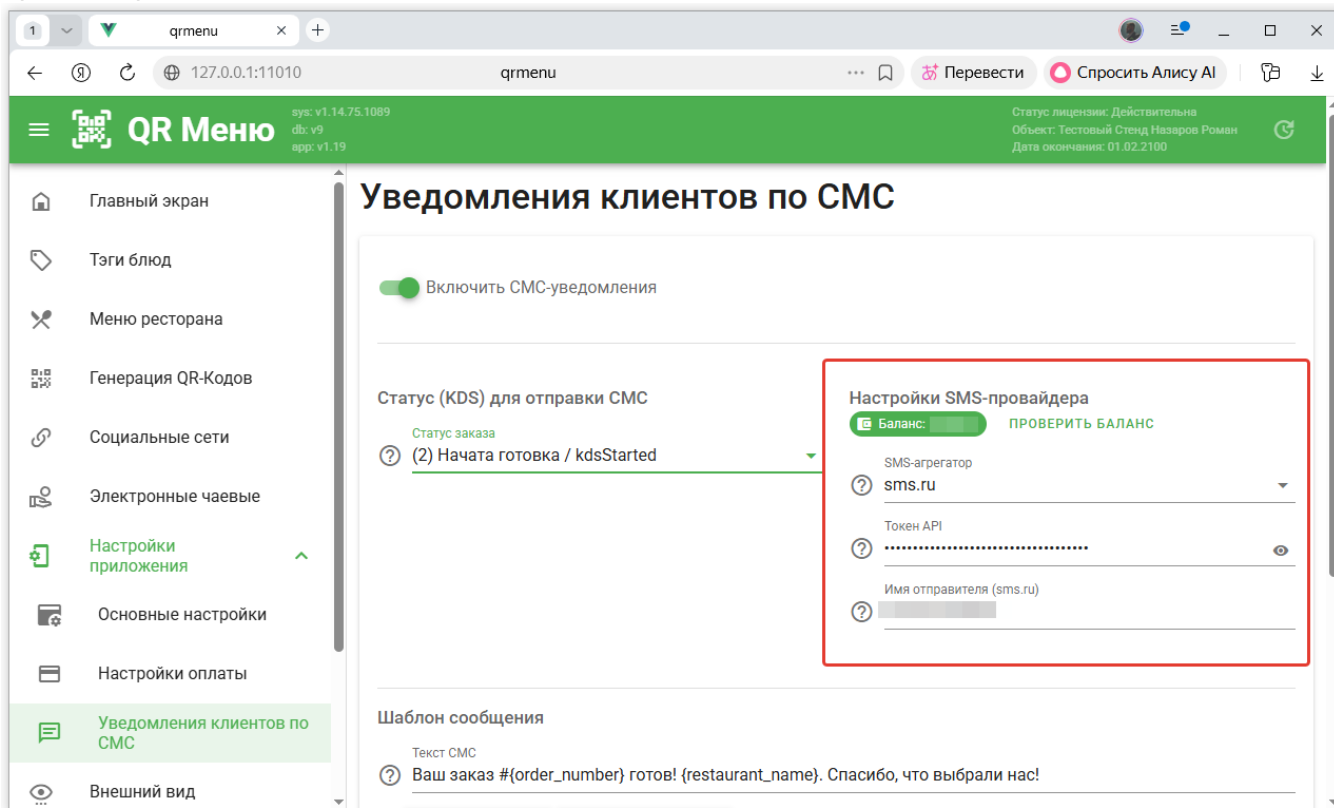 1
qrmenu
127.0.0.1:11010
qrmenu
Перевести
Спросить Алису AI
QR Меню
sys: v1.14.75.1089
db: v9
app: v1.19
Статус лицензии: Действительна
Объект: Тестовый Стенд Назаров Роман
Дата окончания: 01.02.2100
Главный экран
Тэги блюд
Меню ресторана
Генерация QR-Кодов
Социальные сети
Электронные чаевые
Настройки
приложения
Основные настройки
Настройки оплаты
Уведомления клиентов по
СМС
Внешний вид
Уведомления клиентов по СМС
Включить СМС-уведомления
Статус (KDS) для отправки СМС
Статус заказа
(2) Начата готовка / kdsStarted
Настройки SMS-провайдера
Баланс:
ПРОВЕРИТЬ БАЛАНС
SMS-агрегатор
sms.ru
Токен API
••••••••••••••••••••••••••••••••••••
Имя отправителя (sms.ru)
Шаблон сообщения
Текст СМС
Ваш заказ #{order_number} готов! {restaurant_name}. Спасибо, что выбрали нас!